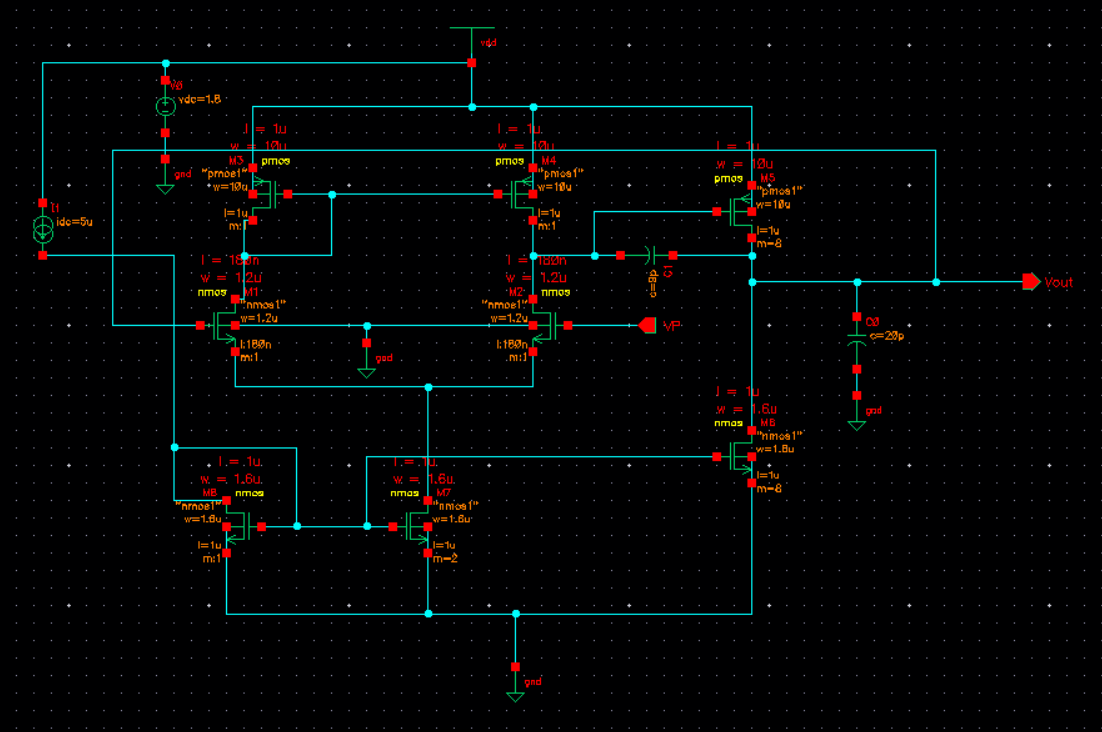 vdd
V0
vdc=1.8
gnd
l = 1u
w = 10u
M3
pmos
"pmos1"
w=10u
l=1u
m:1
l = 1u
w = 10u
pmos
M4
"pmos1"
w=10u
l=1u
m:1
l = 1u
w = 10u
pmos
M5
"pmos1"
w=10u
l=1u
m=8
I1
idc=5u
l = 180n
w = 1.2u
nmos
M1
"nmos1"
w=1.2u
l:180n
m:1
l = 180n
w = 1.2u
M2
nmos
"nmos1"
w=1.2u
l:180n
m:1
C1
VP
gnd
Vout
C0
c=20p
gnd
l = 1u
w = 1.6u
nmos
"nmos1"
w=1.6u
l=1u
m=8
l = 1u
w = 1.6u
nmos
"nmos1"
w=1.6u
l=1u
m:1
l = 1u
w = 1.6u
nmos
M7
"nmos1"
w=1.6u
l=1u
m=2
gnd